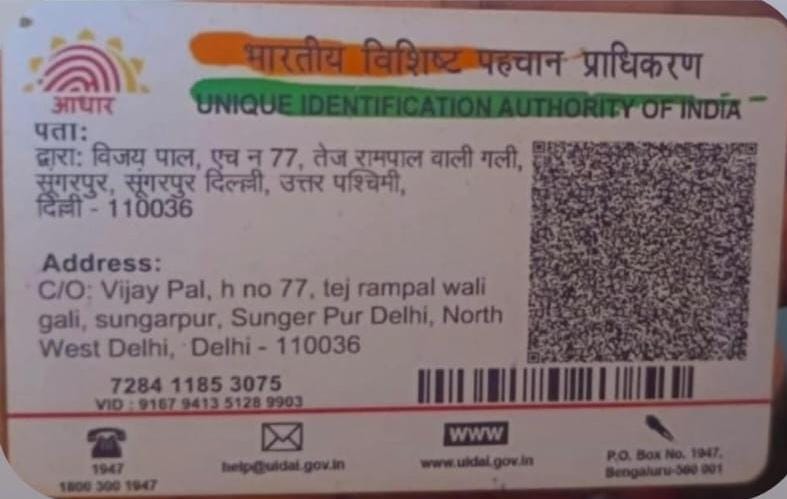 भारतीय विशिष्ट पहचान प्राधिकरण
आधार
UNIQUE IDENTIFICATION AUTHORITY OF INDIA
पता:
द्वारा: विजय पाल, एच न 77, तेज रामपाल वाली गली,
सुंगरपुर, सुंगरपुर दिल्ली, उत्तर पश्चिमी,
दिल्ली - 110036
Address:
C/O: Vijay Pal, h no 77, tej rampal wali
gali, sungarpur, Sunger Pur Delhi, North
West Delhi, Delhi - 110036
7284 1185 3075
VID : 9167 9413 5128 9903
1947
1800 300 1947
help@uidai.gov.in
WWW
www.uidai.gov.in
P.O. Box No. 1947,
Bengaluru-560 001